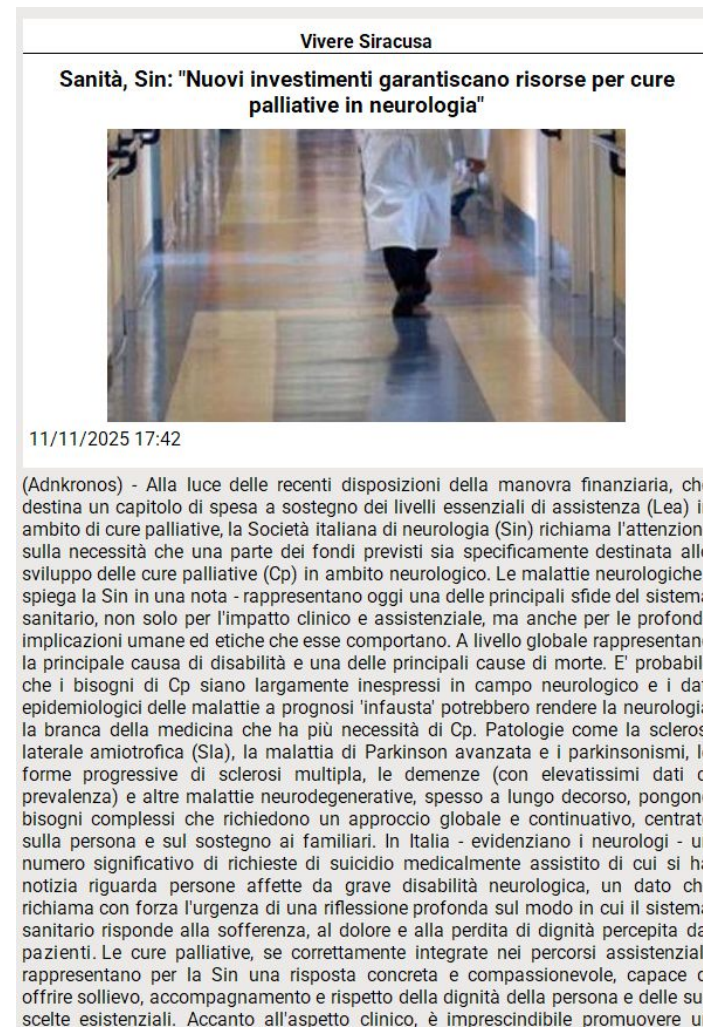 Vivere Siracusa
Sanità, Sin: "Nuovi investimenti garantiscano risorse per cure
palliative in neurologia"
11/11/2025 17:42
(Adnkronos) - Alla luce delle recenti disposizioni della manovra finanziaria, che
destina un capitolo di spesa a sostegno dei livelli essenziali di assistenza (Lea) i
ambito di cure palliative, la Società italiana di neurologia (Sin) richiama l'attenzion
sulla necessità che una parte dei fondi previsti sia specificamente destinata allo
sviluppo delle cure palliative (Cp) in ambito neurologico. Le malattie neurologiche
spiega la Sin in una nota - rappresentano oggi una delle principali sfide del sistema
sanitario, non solo per l'impatto clinico e assistenziale, ma anche per le profond
implicazioni umane ed etiche che esse comportano. A livello globale rappresentano
la principale causa di disabilità e una delle principali cause di morte. E' probabil
che i bisogni di Cp siano largamente inespressi in campo neurologico e i dat
epidemiologici delle malattie a prognosi 'infausta' potrebbero rendere la neurologia
la branca della medicina che ha più necessità di Cp. Patologie come la scleros
laterale amiotrofica (Sla), la malattia di Parkinson avanzata e i parkinsonismi, le
forme progressive di sclerosi multipla, le demenze (con elevatissimi dati d
prevalenza) e altre malattie neurodegenerative, spesso a lungo decorso, pongono
bisogni complessi che richiedono un approccio globale e continuativo, centrato
sulla persona e sul sostegno ai familiari. In Italia - evidenziano i neurologi - un
numero significativo di richieste di suicidio medicalmente assistito di cui si ha
notizia riguarda persone affette da grave disabilità neurologica, un dato che
richiama con forza l'urgenza di una riflessione profonda sul modo in cui il sistema
sanitario risponde alla sofferenza, al dolore e alla perdita di dignità percepita da
pazienti. Le cure palliative, se correttamente integrate nei percorsi assistenzial
rappresentano per la Sin una risposta concreta e compassionevole, capace d
offrire sollievo, accompagnamento e rispetto della dignità della persona e delle su
scelte esistenziali. Accanto all'aspetto clinico, è imprescindibile promuovere u